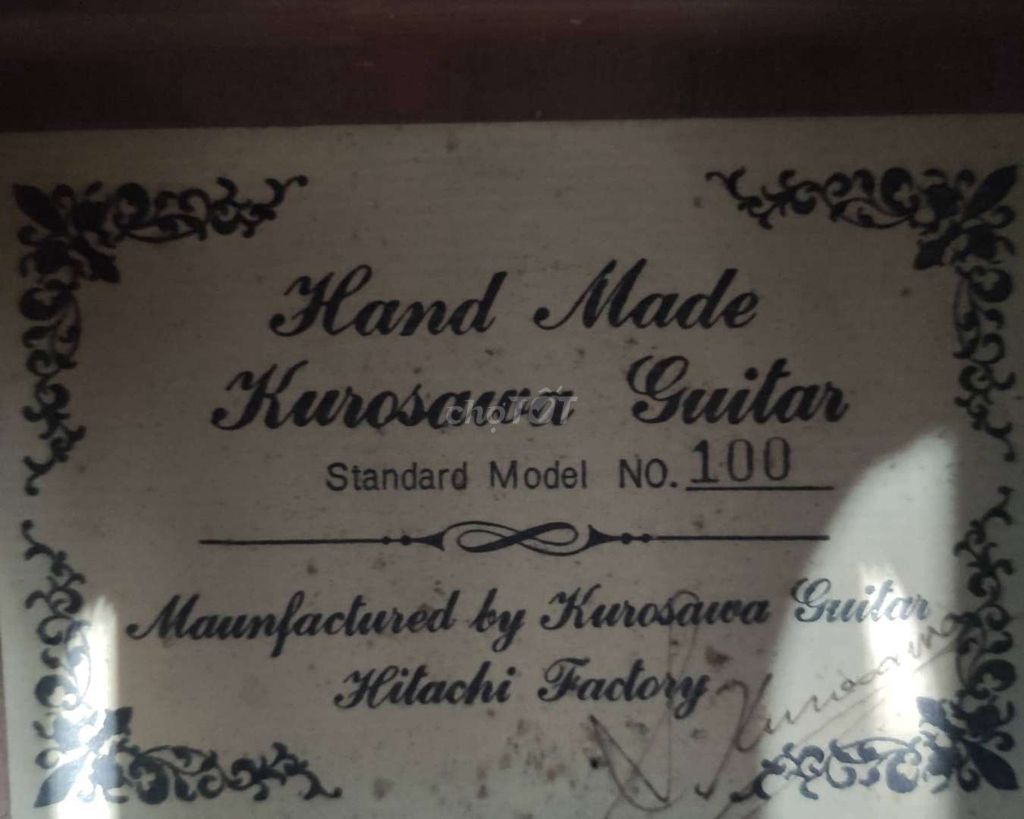 Hand Made
Kurosawa Guitar
chợTỐT
Standard Model NO. 100
Maunfactured by Kurosawa Guitar
Hitachi Factory
Kurosawa